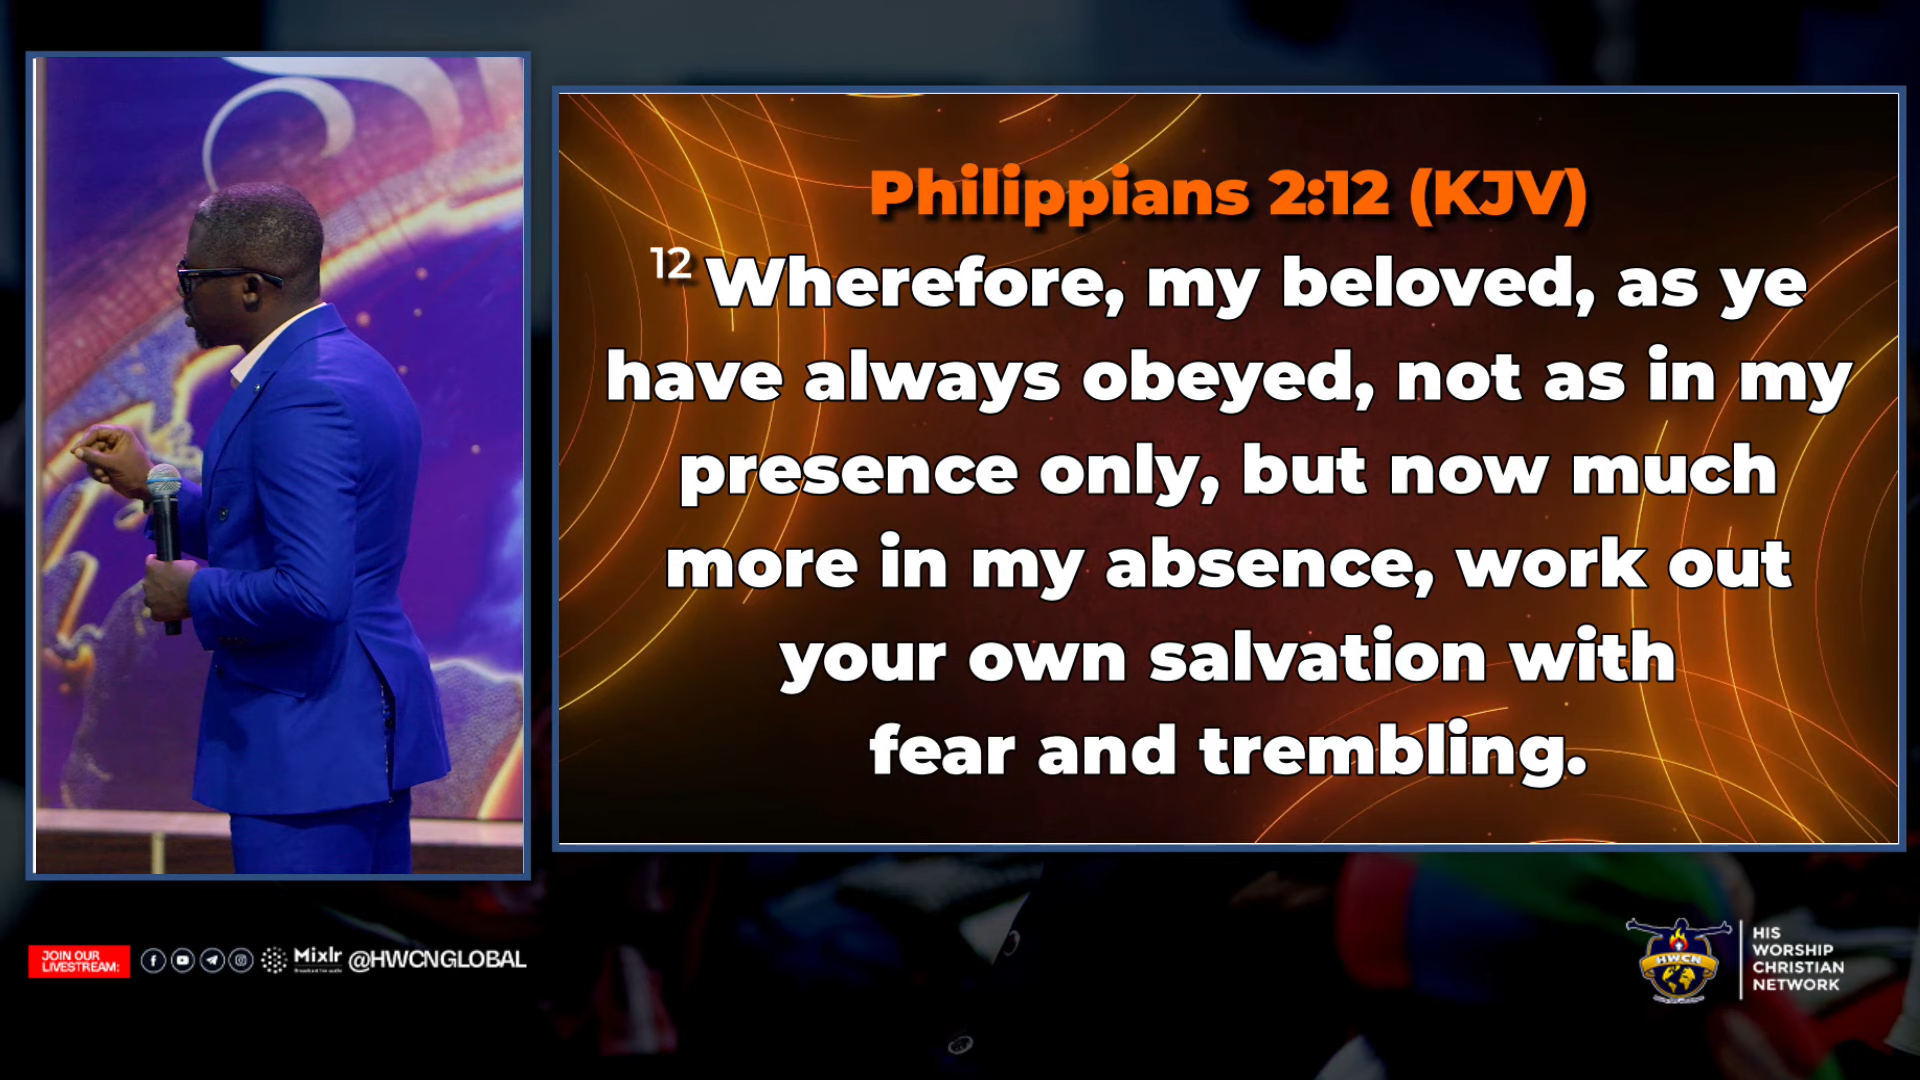 Philippians 2:12 (KJV)
12 Wherefore, my beloved, as ye
have always obeyed, not as in my
presence only, but now much
more in my absence, work out
your own salvation with
fear and trembling.
JOIN OUR
LIVESTREAM:
Mixlr
@HWCNGLOBAL
HWCN
HIS
WORSHIP
CHRISTIAN
NETWORK